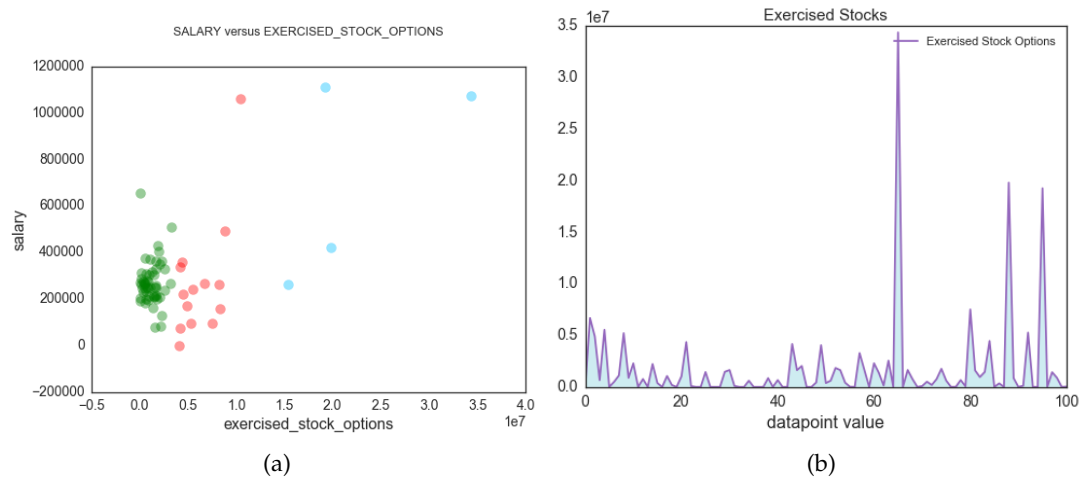 SALARY versus EXERCISED_STOCK_OPTIONS
1200000
1000000
800000
600000
400000
200000
0
−200000
salary
−0.5 0.0 0.5 1.0 1.5 2.0 2.5 3.0 3.5 4.0
1e7
exercised_stock_options
(a)
Exercised Stocks
1e7
Exercised Stock Options
3.5
3.0
2.5
2.0
1.5
1.0
0.5
0.0
0 20 40 60 80 100
datapoint value
(b)